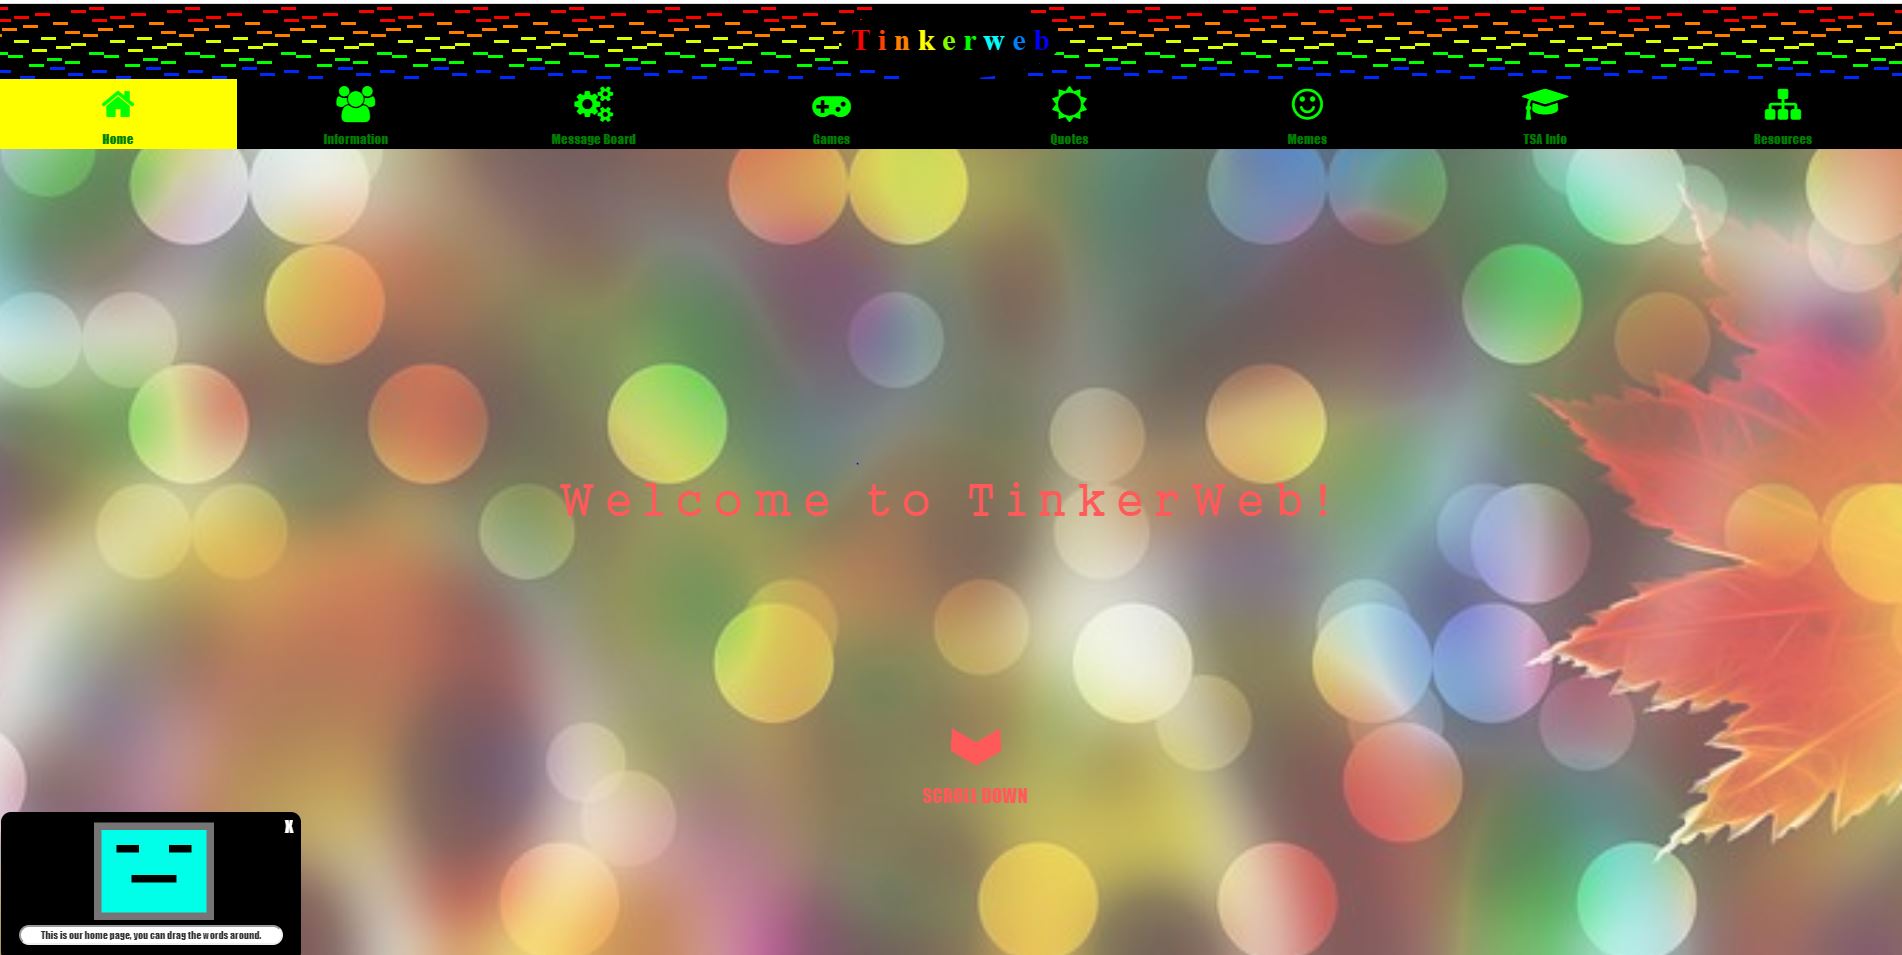 Tinkerweb
Home
Information
Message Board
Games
Quotes
Memes
TSA Info
Resources
Welcome to TinkerWeb!
SCROLL DOWN
X
This is our home page, you can drag the words around.